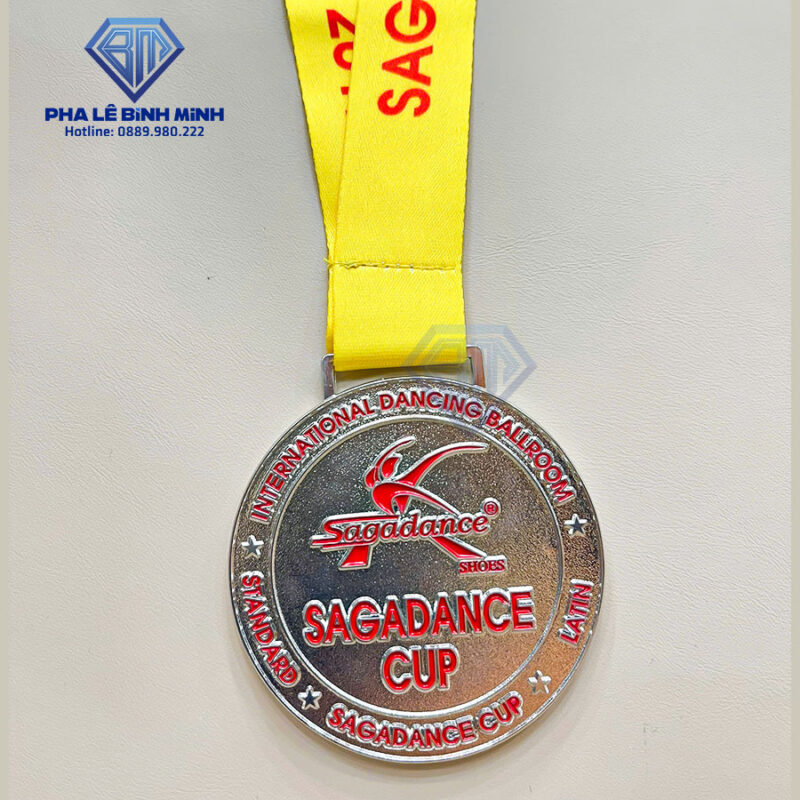 BM
PHA LÊ BÌNH MINH
Hotline: 0889.980.222
SAG
INTERNATIONAL DANCING BALLROOM
Sagadance®
SHOES
SAGADANCE
CUP
STANDARD
SAGADANCE CUP
LATIN